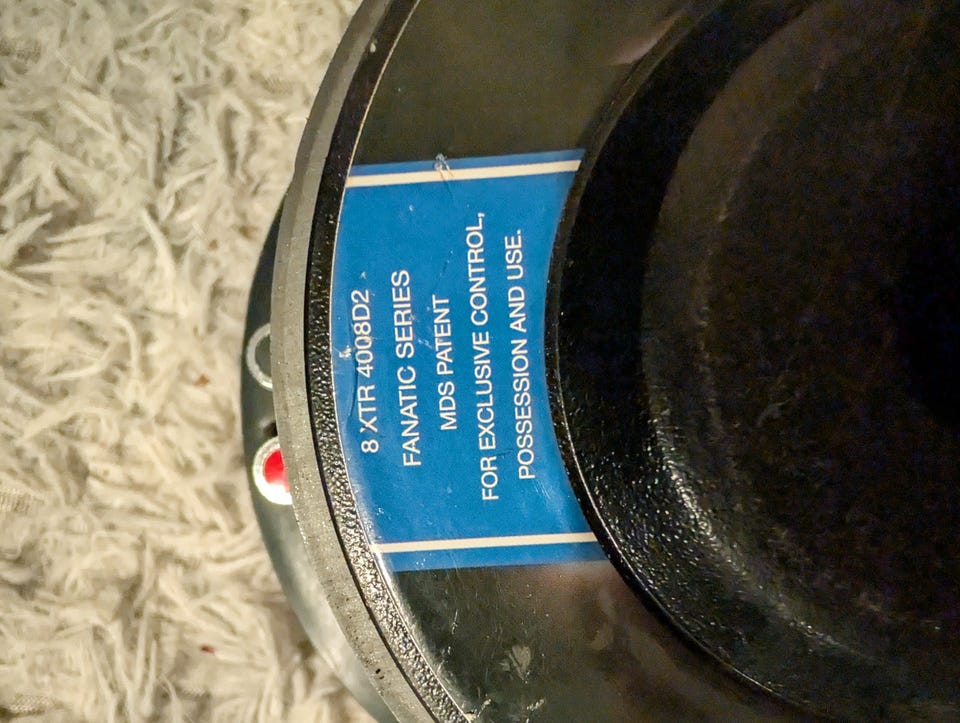 8 XTR 4008D2
FANATIC SERIES
MDS PATENT
FOR EXCLUSIVE CONTROL,
POSSESSION AND USE.